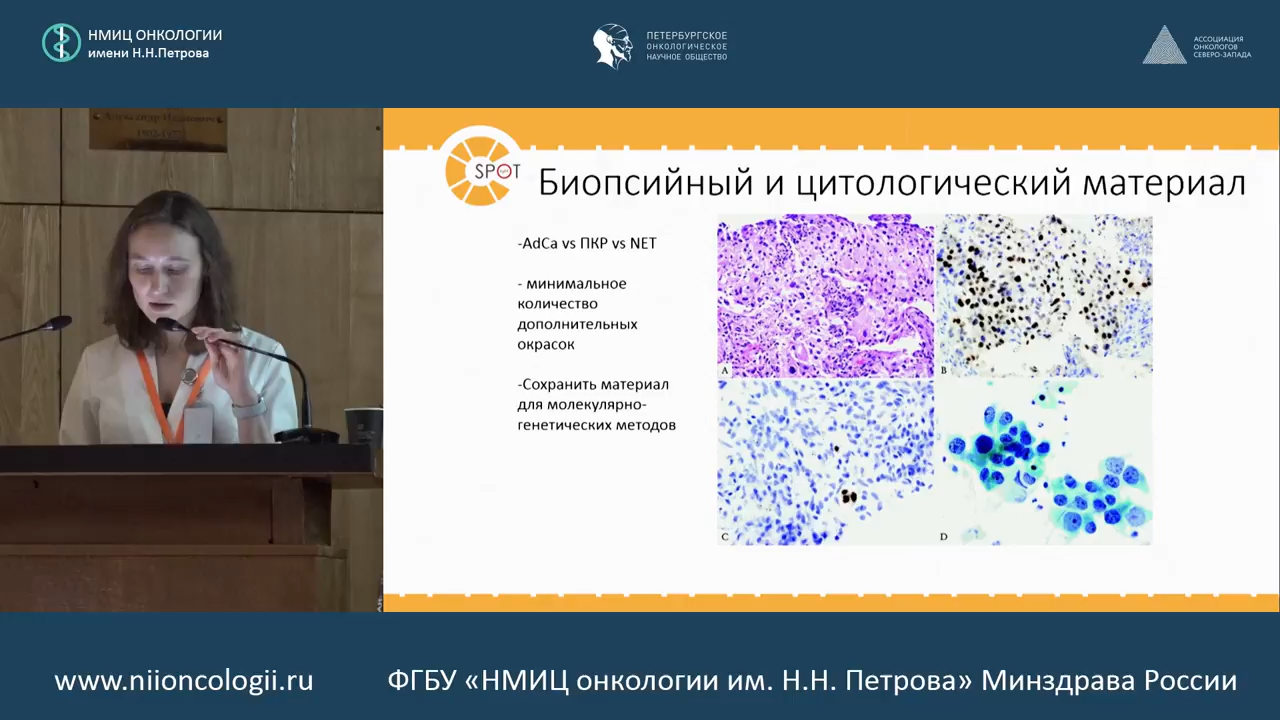 НМИЦ ОНКОЛОГИИ
имени Н.Н.Петрова
ПЕТЕРБУРГСКОЕ
ОНКОЛОГИЧЕСКОЕ
НАУЧНОЕ ОБЩЕСТВО
АССОЦИАЦИЯ
ОНКОЛОГОВ
СЕВЕРО-ЗАПАДА
SPOT
Биопсийный и цитологический материал
-AdCa vs ПКР vs NET
- минимальное
количество
дополнительных
окрасок
-Сохранить материал
для молекулярно-
генетических методов
A
B
C
D
www.niioncologii.ru
ФГБУ «НМИЦ онкологии им. Н.Н. Петрова» Минздрава России